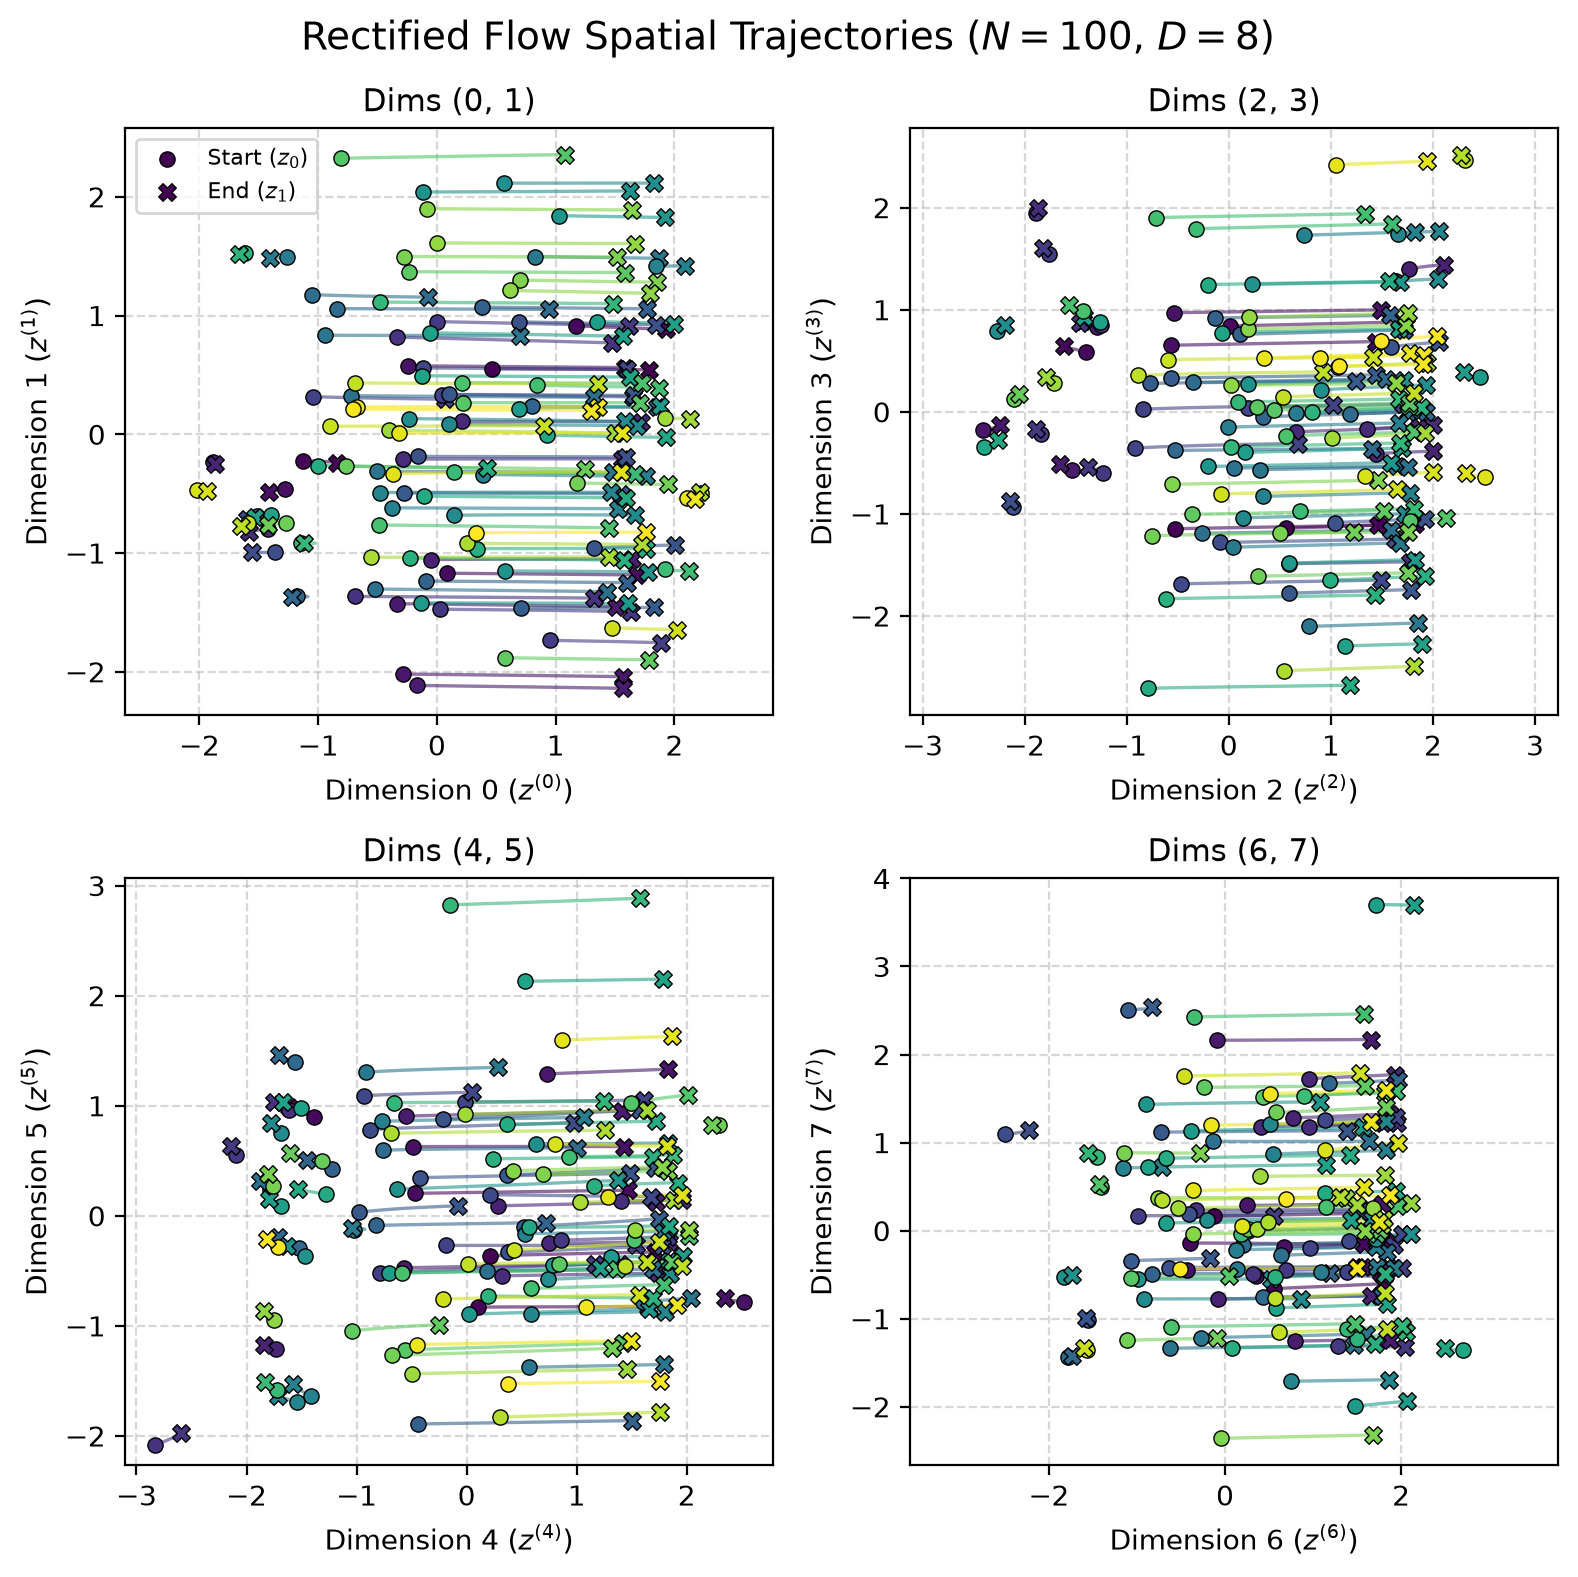 Rectified Flow Spatial Trajectories (N = 100, D = 8)
Dims (0, 1)
Start (z₀)
End (z₁)
2
1
0
−1
−2
Dimension 1 (z⁽¹⁾)
−2 −1 0 1 2
Dimension 0 (z⁽⁰⁾)
Dims (2, 3)
2
1
0
−1
−2
Dimension 3 (z⁽³⁾)
−3 −2 −1 0 1 2 3
Dimension 2 (z⁽²⁾)
Dims (4, 5)
3
2
1
0
−1
−2
Dimension 5 (z⁽⁵⁾)
−3 −2 −1 0 1 2
Dimension 4 (z⁽⁴⁾)
Dims (6, 7)
4
3
2
1
0
−1
−2
Dimension 7 (z⁽⁷⁾)
−2 0 2
Dimension 6 (z⁽⁶⁾)